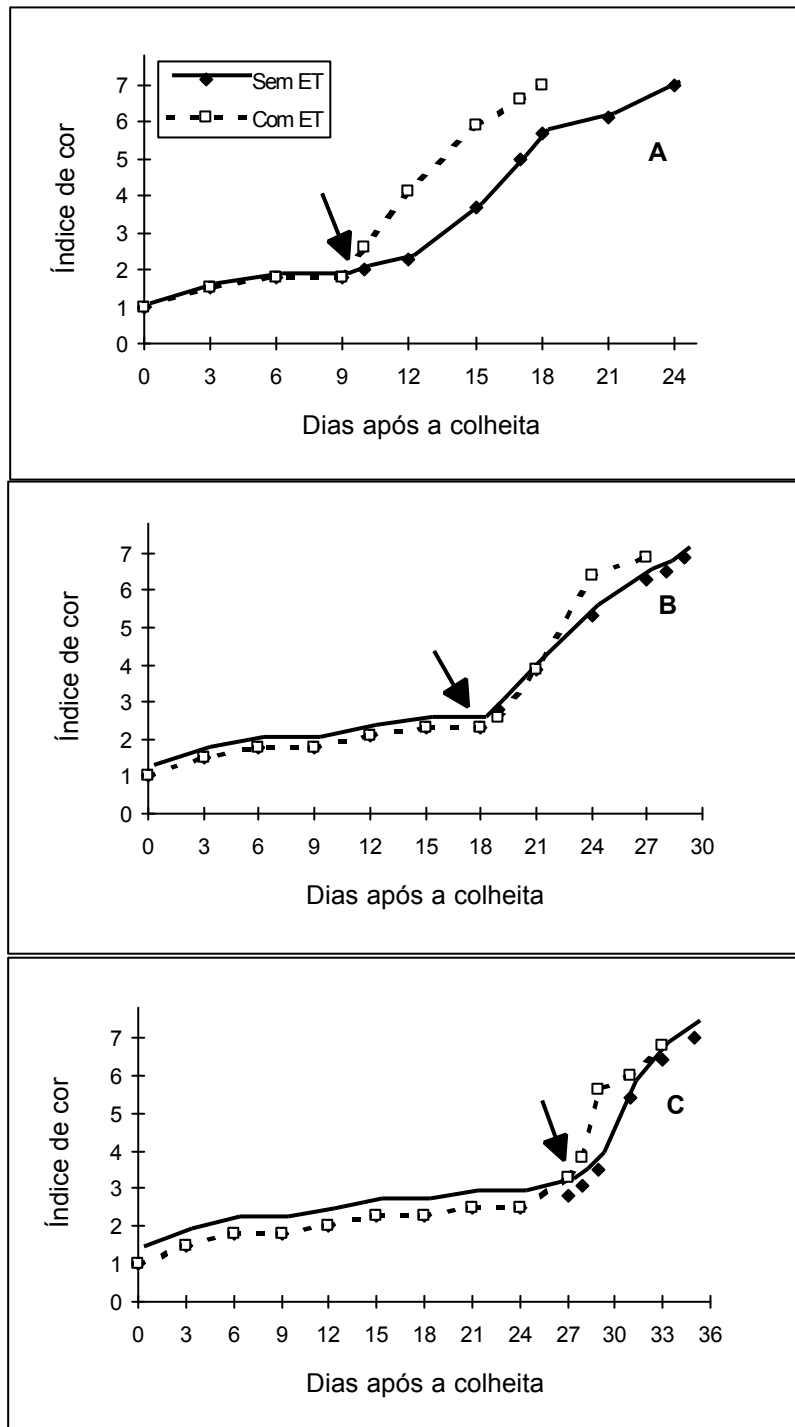 Sem ET
Com ET
7
6
5
4
3
2
1
0
Índice de cor
A
0 3 6 9 12 15 18 21 24
Dias após a colheita
7
6
5
4
3
2
1
0
Índice de cor
B
0 3 6 9 12 15 18 21 24 27 30
Dias após a colheita
7
6
5
4
3
2
1
0
Índice de cor
C
0 3 6 9 12 15 18 21 24 27 30 33 36
Dias após a colheita